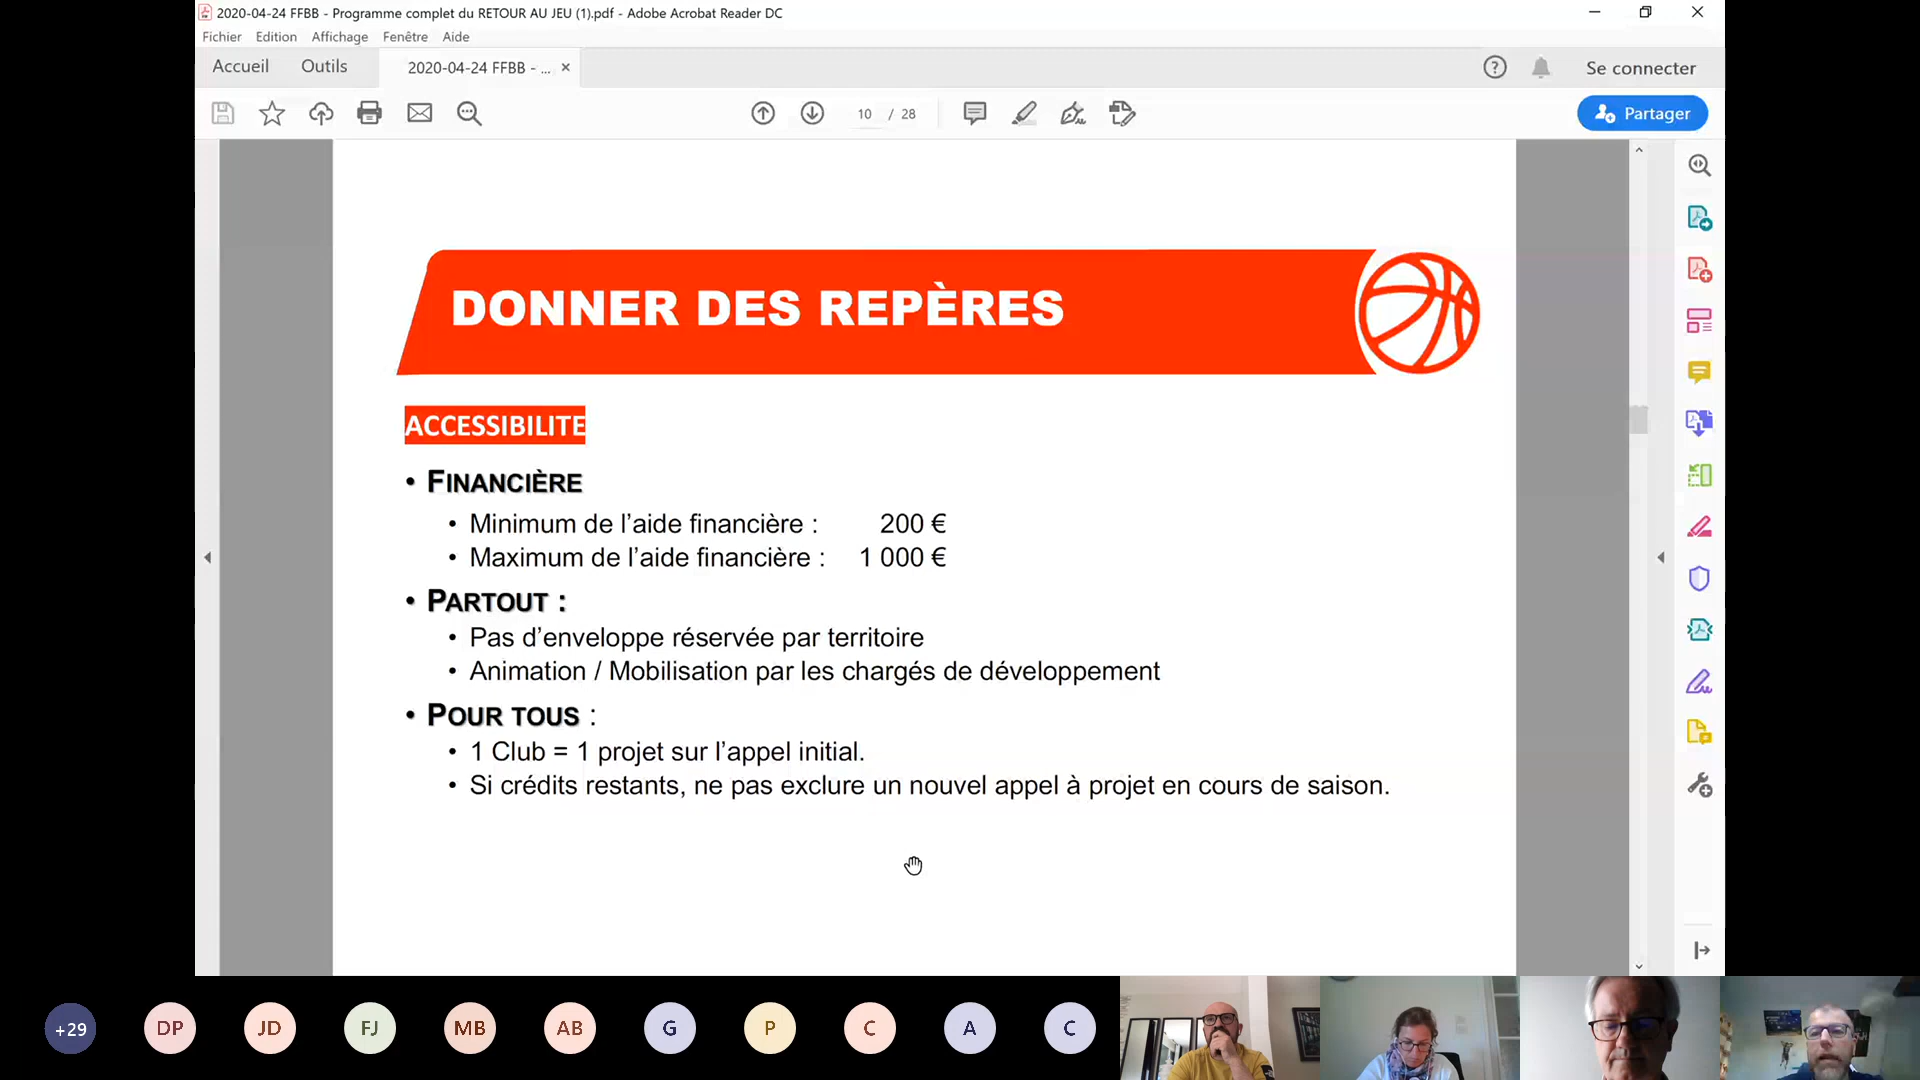 2020-04-24 FFBB - Programme complet du RETOUR AU JEU (1).pdf - Adobe Acrobat Reader DC
Fichier Edition Affichage Fenêtre Aide
Accueil Outils 2020-04-24 FFBB - ... × Se connecter
10 / 28 Partager
DONNER DES REPÈRES
ACCESSIBILITE
• FINANCIÈRE
• Minimum de l’aide financière : 200 €
• Maximum de l’aide financière : 1 000 €
• PARTOUT :
• Pas d’enveloppe réservée par territoire
• Animation / Mobilisation par les chargés de développement
• POUR TOUS :
• 1 Club = 1 projet sur l’appel initial.
• Si crédits restants, ne pas exclure un nouvel appel à projet en cours de saison.
+29 DP JD FJ MB AB G P C A C